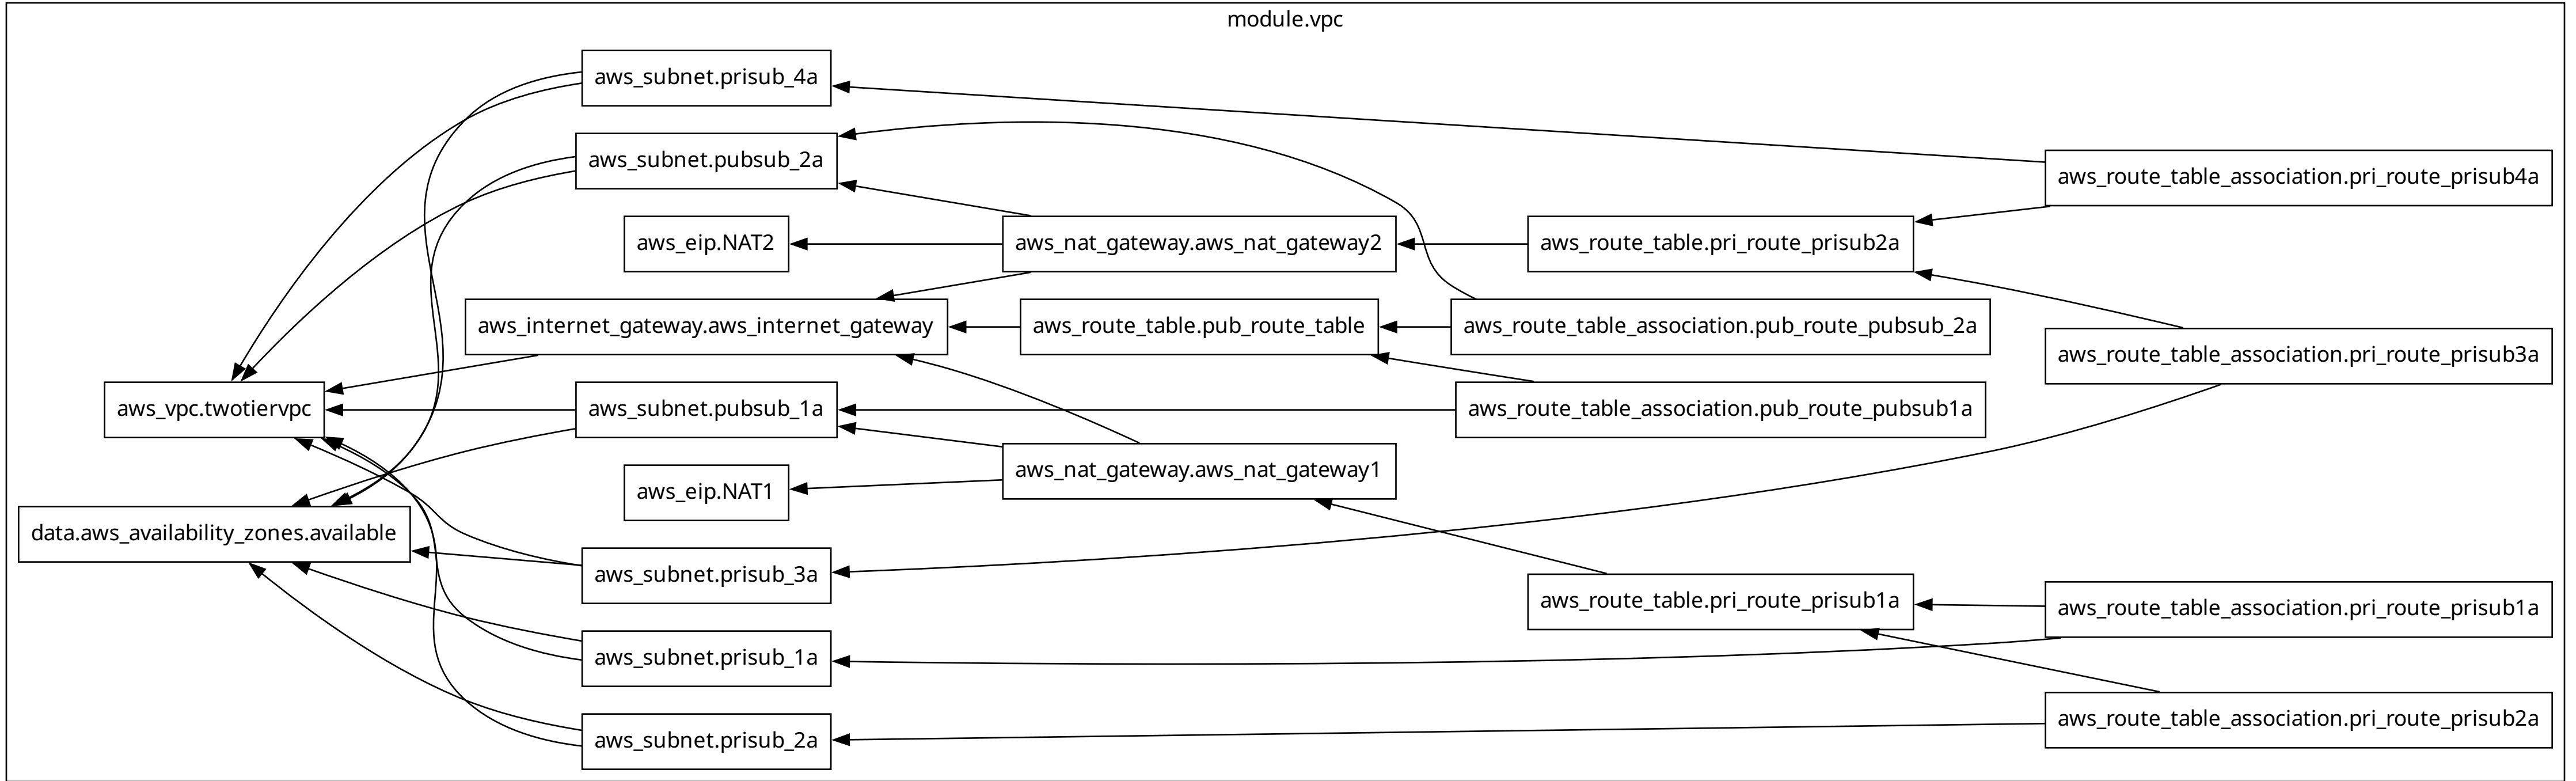 module.vpc
aws_subnet.prisub_4a
aws_subnet.pubsub_2a
aws_route_table_association.pri_route_prisub4a
aws_eip.NAT2
aws_nat_gateway.aws_nat_gateway2
aws_route_table.pri_route_prisub2a
aws_internet_gateway.aws_internet_gateway
aws_route_table.pub_route_table
aws_route_table_association.pub_route_pubsub_2a
aws_route_table_association.pri_route_prisub3a
aws_vpc.twotiervpc
aws_subnet.pubsub_1a
aws_route_table_association.pub_route_pubsub1a
aws_nat_gateway.aws_nat_gateway1
aws_eip.NAT1
data.aws_availability_zones.available
aws_subnet.prisub_3a
aws_route_table.pri_route_prisub1a
aws_route_table_association.pri_route_prisub1a
aws_subnet.prisub_1a
aws_route_table_association.pri_route_prisub2a
aws_subnet.prisub_2a